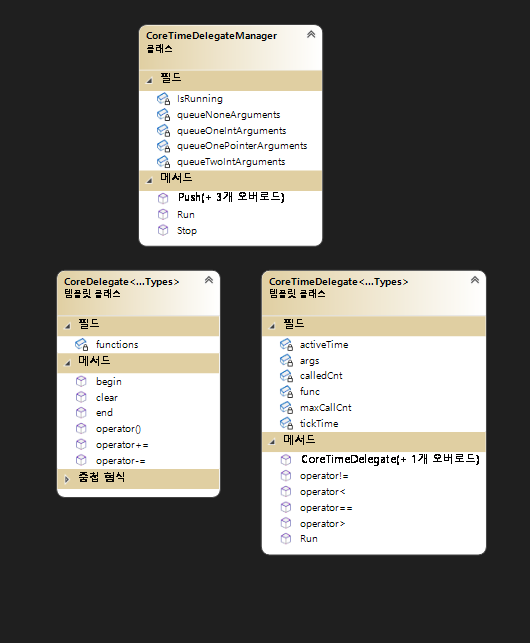 CoreTimeDelegateManager
클래스
필드
IsRunning
queueNoneArguments
queueOneIntArguments
queueOnePointerArguments
queueTwoIntArguments
메서드
Push(+ 3개 오버로드)
Run
Stop
CoreDelegate<...Types>
템플릿 클래스
필드
functions
메서드
begin
clear
end
operator()
operator+=
operator-=
중첩 형식
CoreTimeDelegate<...Types>
템플릿 클래스
필드
activeTime
args
calledCnt
func
maxCallCnt
tickTime
메서드
CoreTimeDelegate(+ 1개 오버로드)
operator!=
operator<
operator==
operator>
Run